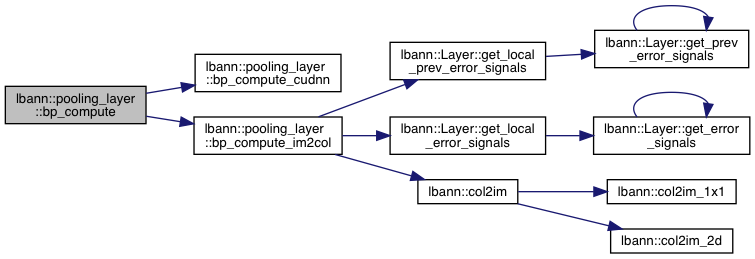 lbann::pooling_layer
::bp_compute
lbann::pooling_layer
::bp_compute_cudnn
lbann::pooling_layer
::bp_compute_im2col
lbann::Layer::get_local
_prev_error_signals
lbann::Layer::get_prev
_error_signals
lbann::Layer::get_local
_error_signals
lbann::Layer::get_error
_signals
lbann::col2im
lbann::col2im_1x1
lbann::col2im_2d